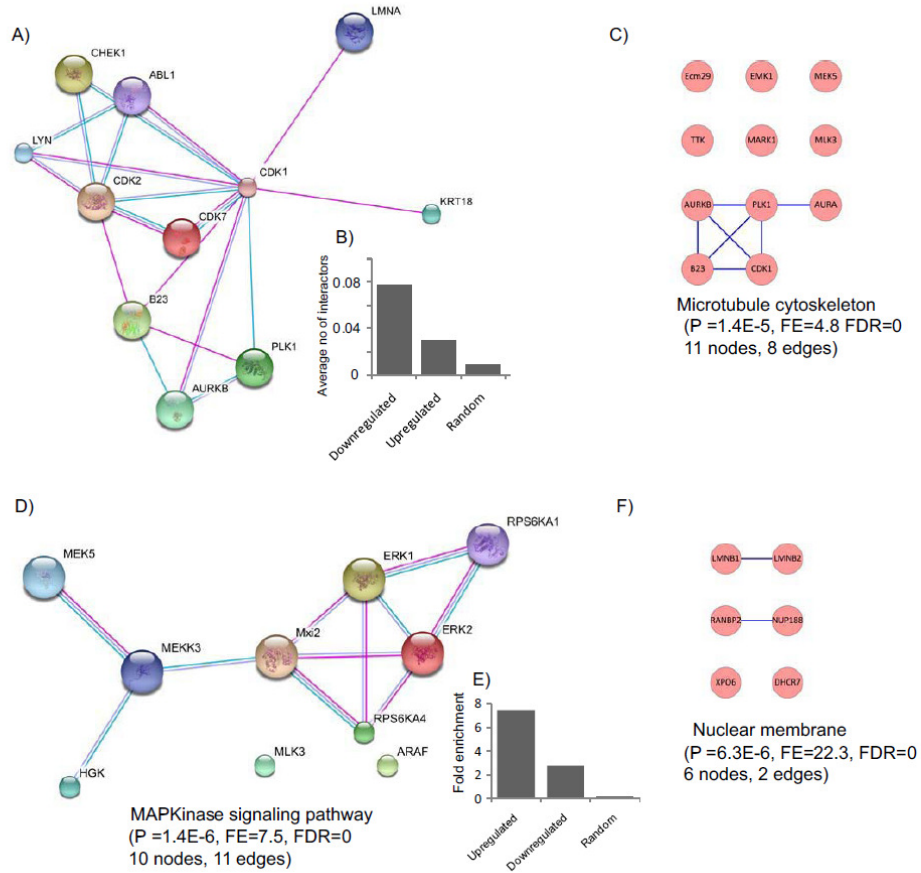 A)
LMNA
CHEK1
ABL1
LYN
CDK1
CDK2
KRT18
CDK7
B23
PLK1
AURKB
B)
Average no of interactors
0.08
0.04
0
Downregulated
Upregulated
Random
C)
Ecm29
EMK1
MEK5
TTK
MARK1
MLK3
AURKB
PLK1
AURA
B23
CDK1
Microtubule cytoskeleton
(P =1.4E-5, FE=4.8 FDR=0
11 nodes, 8 edges)
D)
RPS6KA1
MEK5
ERK1
Mxi2
ERK2
MEKK3
RPS6KA4
MLK3
ARAF
HGK
MAPKinase signaling pathway
(P =1.4E-6, FE=7.5, FDR=0
10 nodes, 11 edges)
E)
Fold enrichment
8
6
4
2
0
Upregulated
Downregulated
Random
F)
LMNB1
LMNB2
RANBP2
NUP188
XPO6
DHCR7
Nuclear membrane
(P =6.3E-6, FE=22.3, FDR=0
6 nodes, 2 edges)